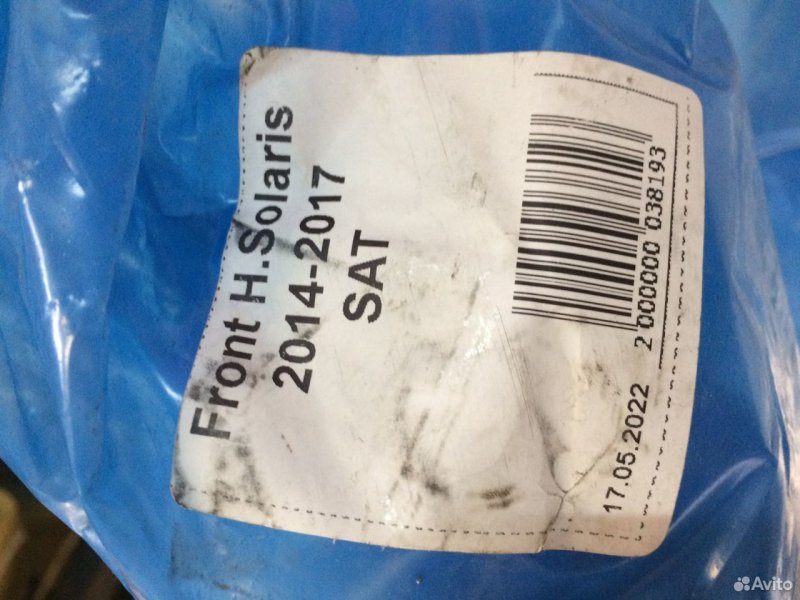 Front H.Solaris
2014-2017
SAT
2 000000 038193
17.05.2022
Avito